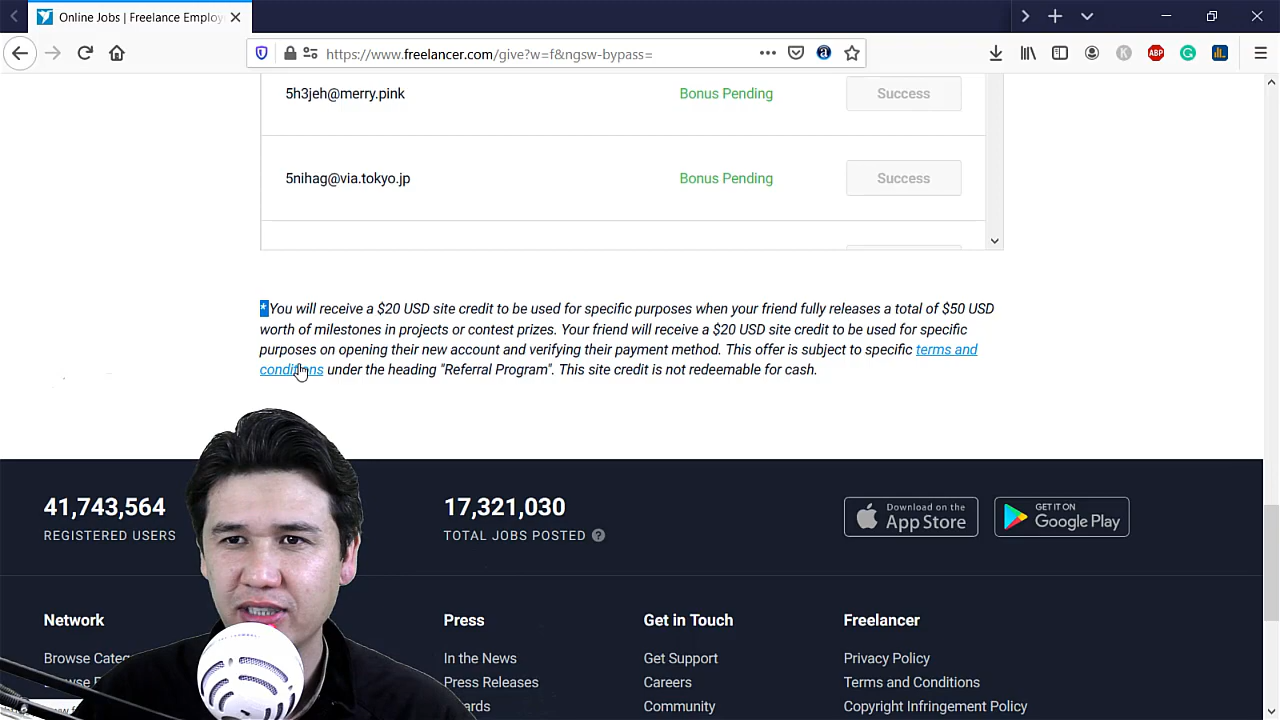 Online Jobs | Freelance Employ
https://www.freelancer.com/give?w=f&ngsw-bypass=
5h3jeh@merry.pink Bonus Pending Success
5nihag@via.tokyo.jp Bonus Pending Success
*You will receive a $20 USD site credit to be used for specific purposes when your friend fully releases a total of $50 USD
worth of milestones in projects or contest prizes. Your friend will receive a $20 USD site credit to be used for specific
purposes on opening their new account and verifying their payment method. This offer is subject to specific terms and
conditions under the heading "Referral Program". This site credit is not redeemable for cash.
41,743,564 17,321,030 Download on the App Store GET IT ON Google Play
REGISTERED USERS TOTAL JOBS POSTED ?
Network Press Get in Touch Freelancer
Browse In the News Get Support Privacy Policy
Press Releases Careers Terms and Conditions
Community Copyright Infringement Policy